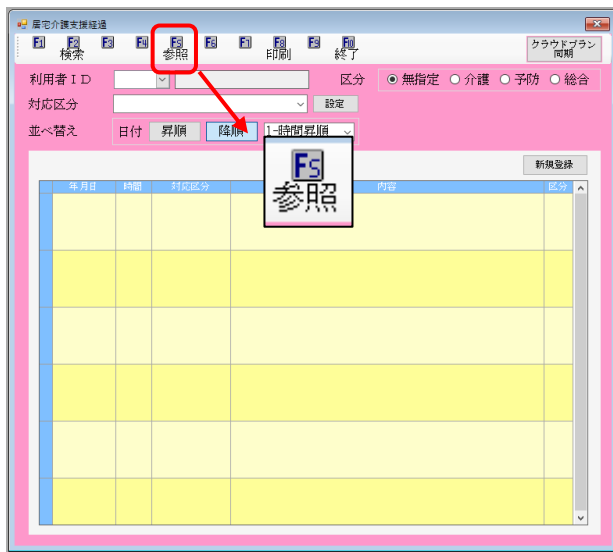 居宅介護支援経過
F1 F2 F3 F4 F5 F6 F7 F8 F9 F10
検索 参照 印刷 終了
クラウドプラン
同期
利用者ID 区分 無指定 介護 予防 総合
対応区分 設定
並べ替え 日付 昇順 降順 1-時間昇順
F5
参照
新規登録
年月日 時間 対応区分 内容 区分